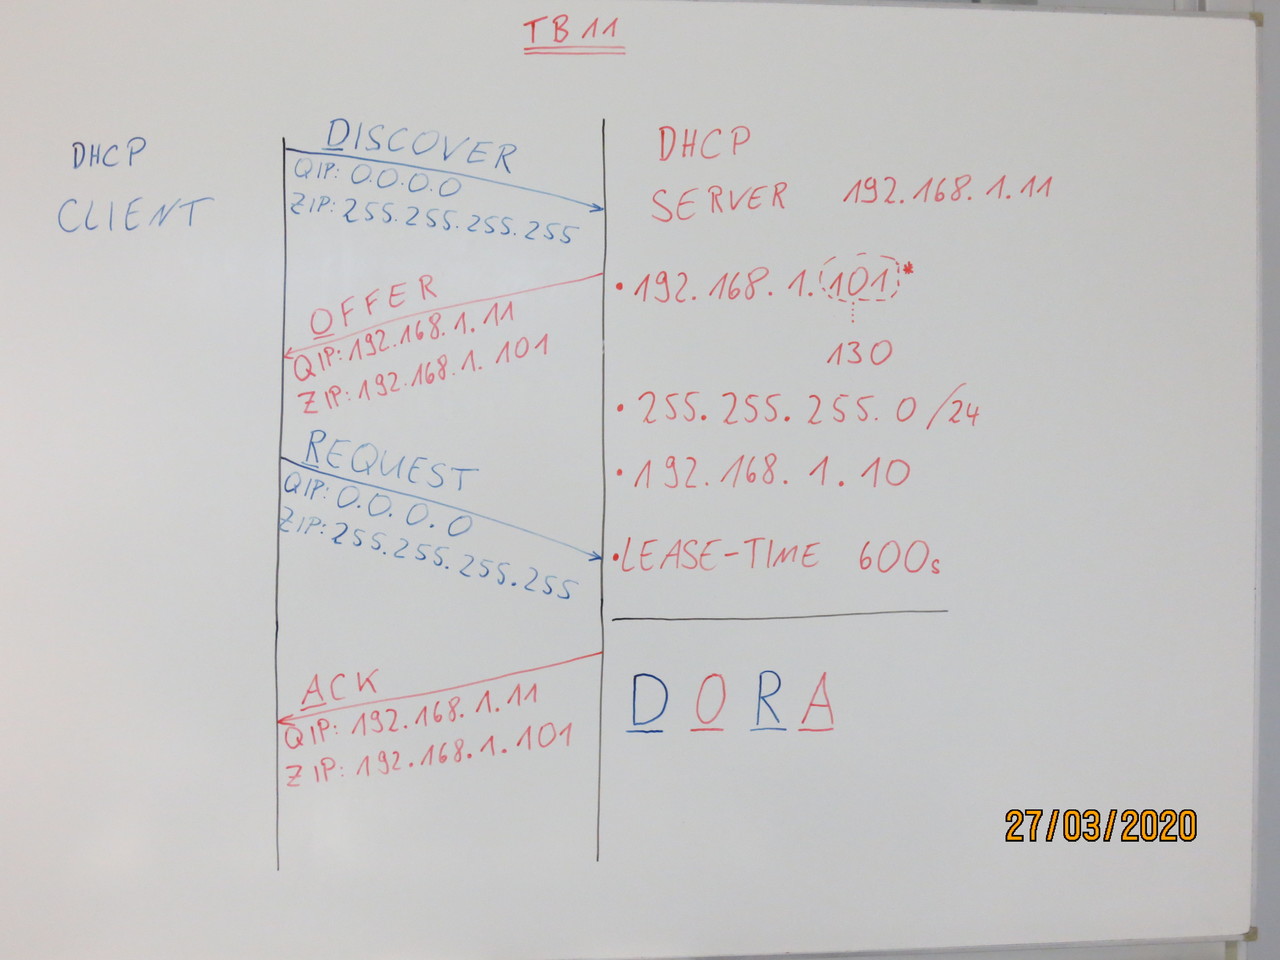 TB11
DHCP
CLIENT
DISCOVER
QIP: 0.0.0.0
ZIP: 255.255.255.255
OFFER
QIP: 192.168.1.11
ZIP: 192.168.1.101
REQUEST
QIP: 0.0.0.0
ZIP: 255.255.255.255
ACK
QIP: 192.168.1.11
ZIP: 192.168.1.101
DHCP
SERVER 192.168.1.11
• 192.168.1.101*
130
• 255.255.255.0 /24
• 192.168.1.10
• LEASE-TIME 600s
DORA
27/03/2020